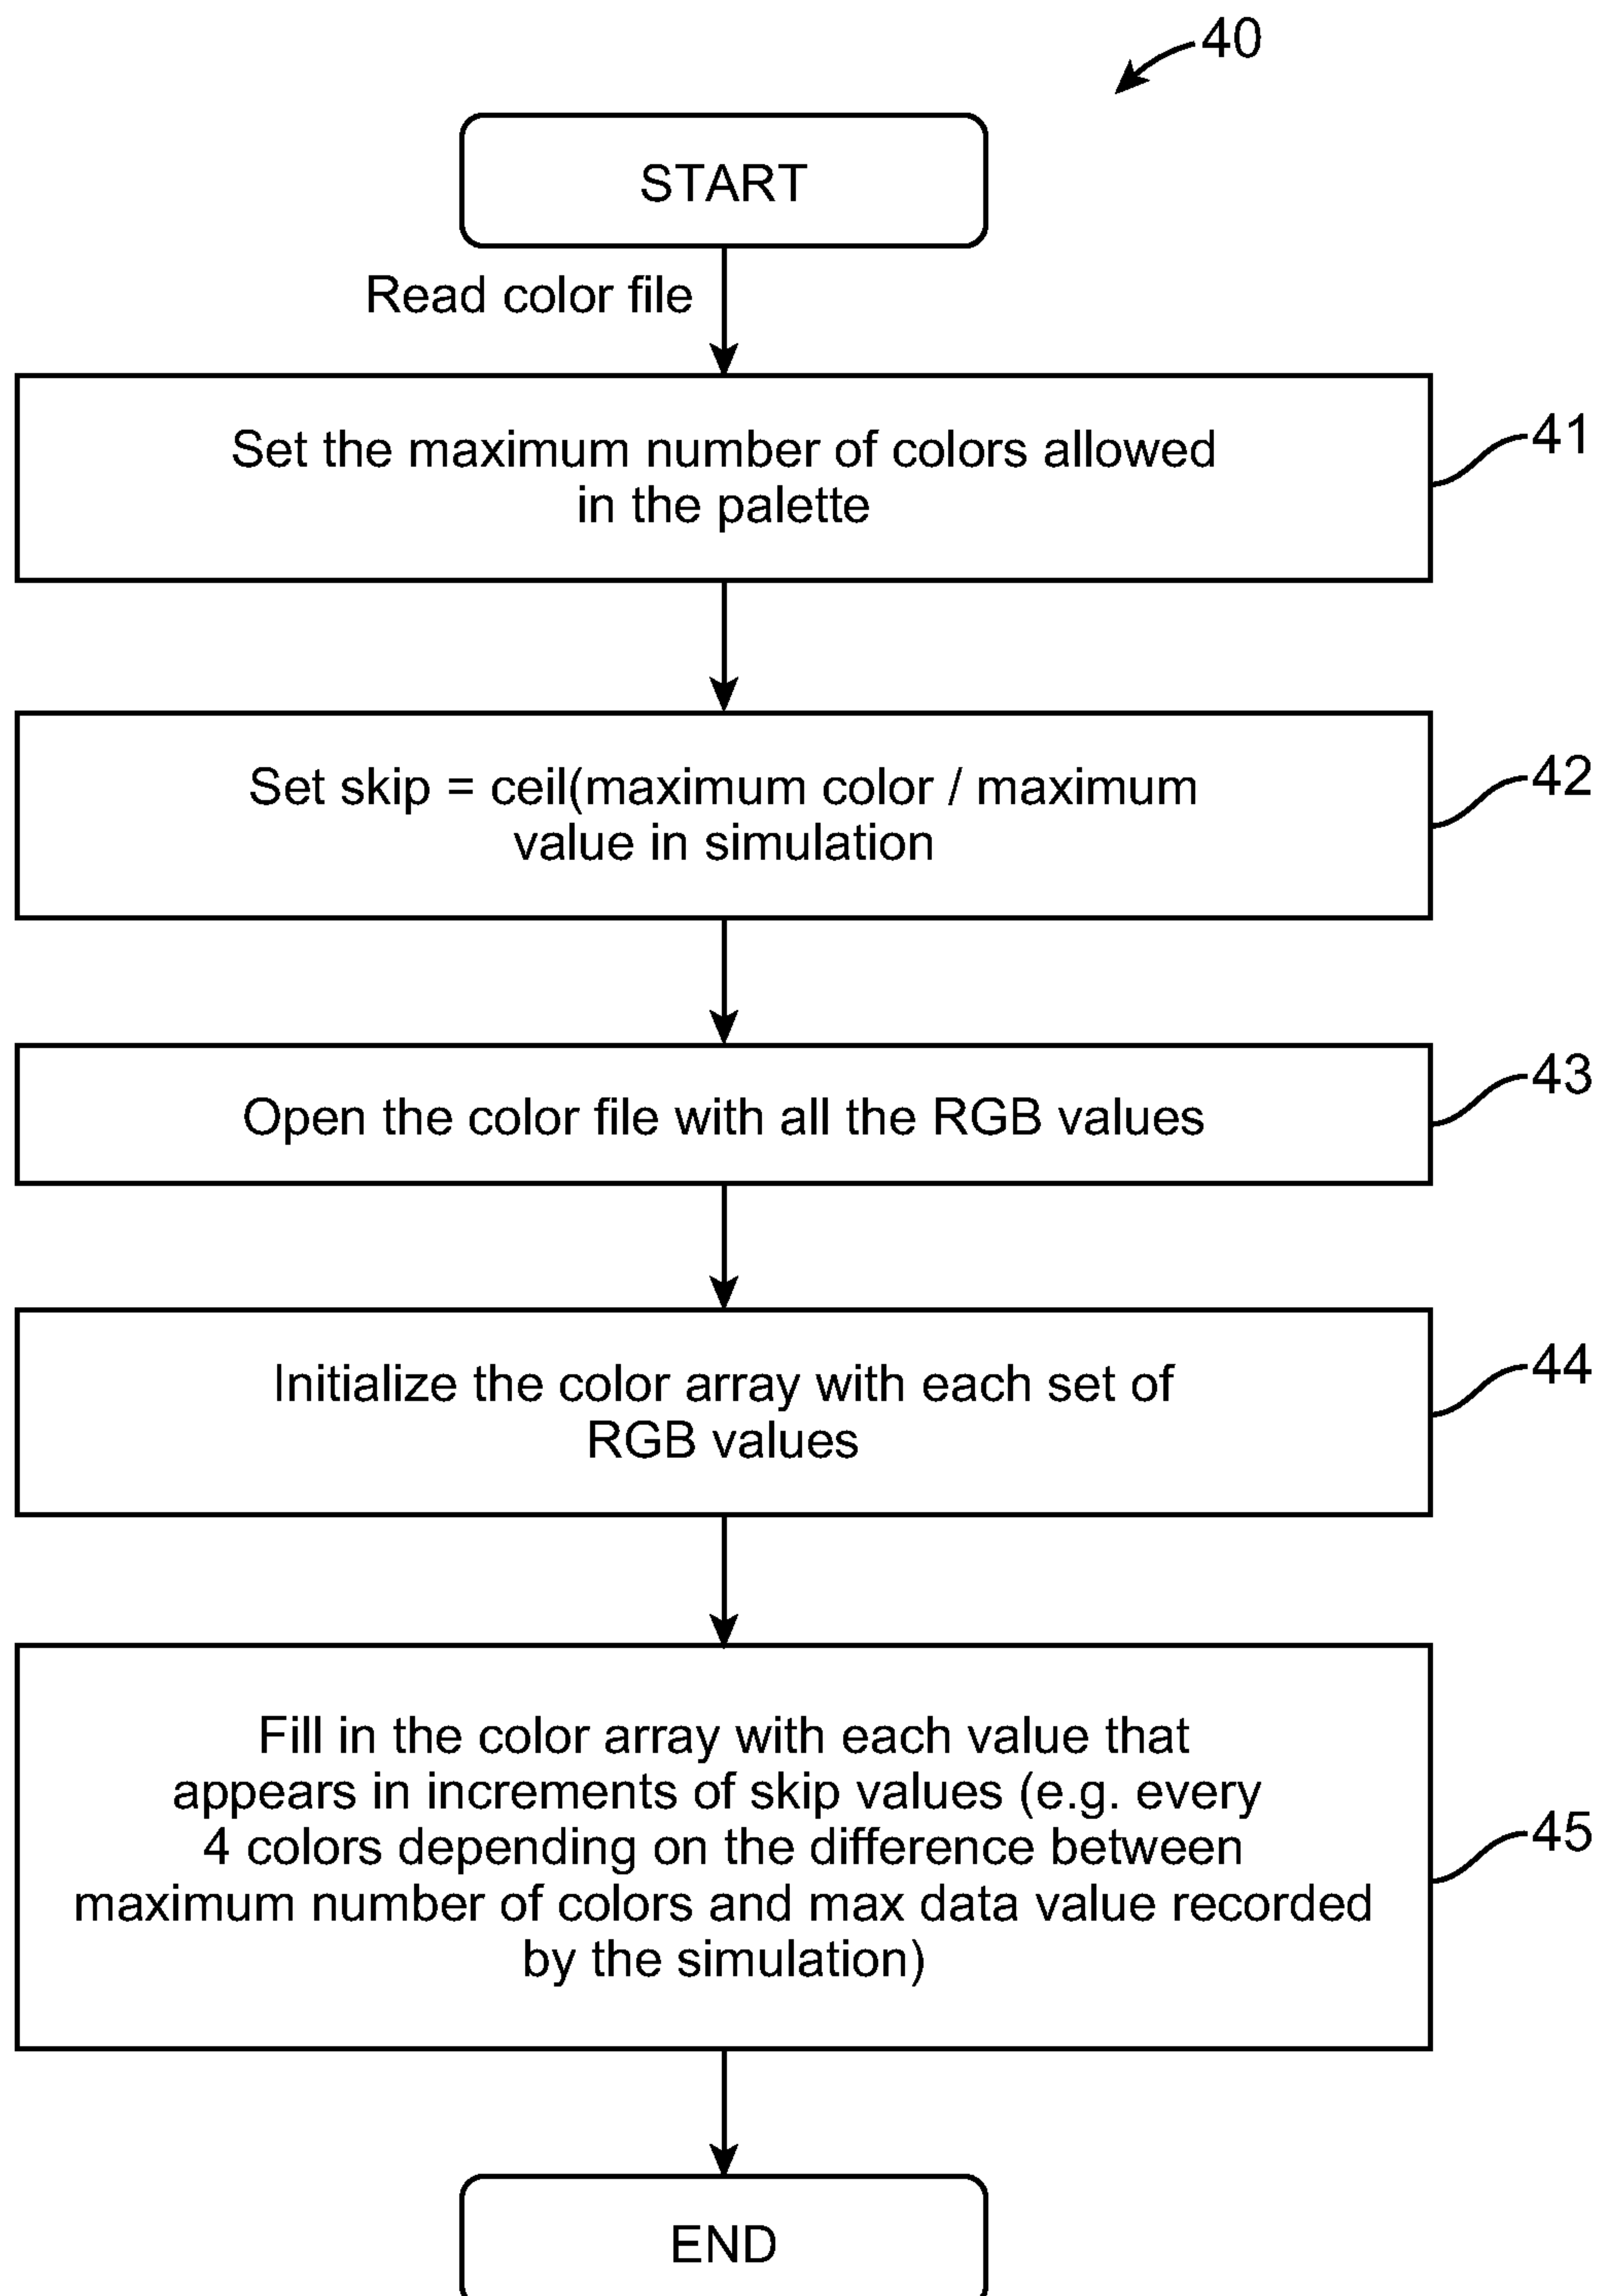 40
START
Read color file
Set the maximum number of colors allowed
in the palette
41
Set skip = ceil(maximum color / maximum
value in simulation
42
Open the color file with all the RGB values
43
Initialize the color array with each set of
RGB values
44
Fill in the color array with each value that
appears in increments of skip values (e.g. every
4 colors depending on the difference between
maximum number of colors and max data value recorded
by the simulation)
45
END